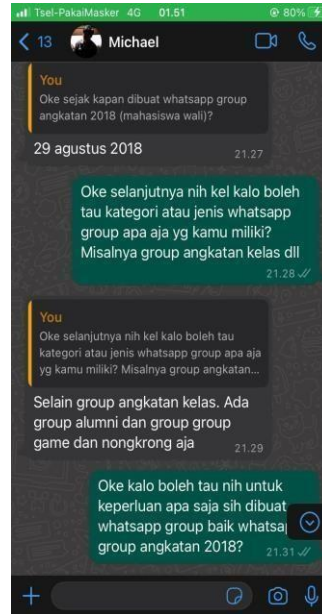 Tsel-PakaiMasker 4G 01.51 80%
13 Michael
You
Oke sejak kapan dibuat whatsapp group
angkatan 2018 (mahasiswa wali)?
29 agustus 2018
21.27
Oke selanjutnya nih kel kalo boleh
tau kategori atau jenis whatsapp
group apa aja yg kamu miliki?
Misalnya group angkatan kelas dll
21.28
You
Oke selanjutnya nih kel kalo boleh tau
kategori atau jenis whatsapp group apa aja
yg kamu miliki? Misalnya group angkatan...
Selain group angkatan kelas. Ada
group alumni dan group group
game dan nongkrong aja
21.29
Oke kalo boleh tau nih untuk
keperluan apa saja sih dibuat
whatsapp group baik whatsa
group angkatan 2018?
21.31